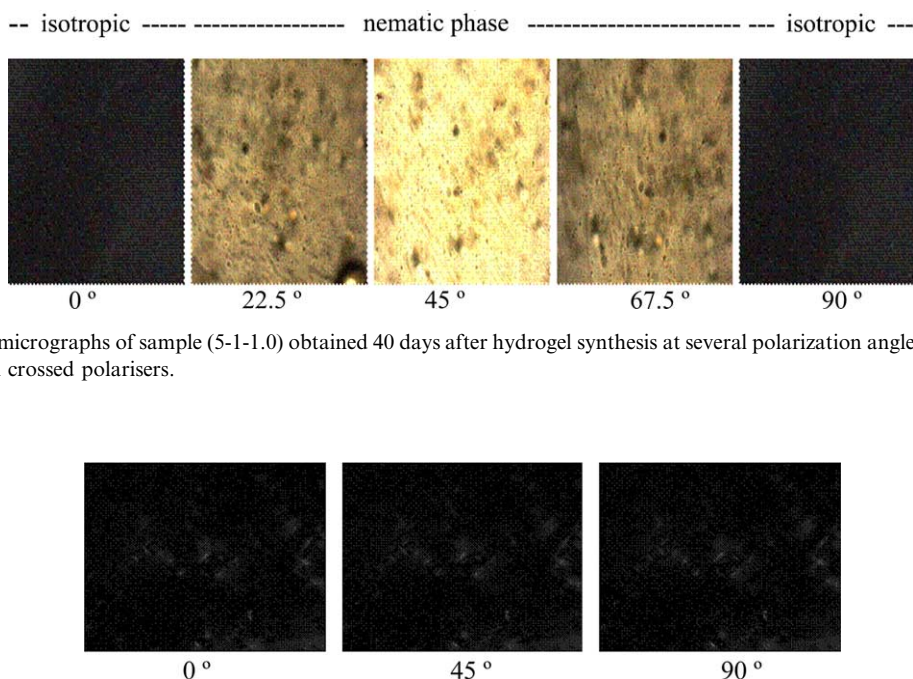 -- isotropic ------ ----------------- nematic phase ------------------------------ --- isotropic ---
0 º 22.5 º 45 º 67.5 º 90 º
micrographs of sample (5-1-1.0) obtained 40 days after hydrogel synthesis at several polarization angle
crossed polarisers.
0 º 45 º 90 º